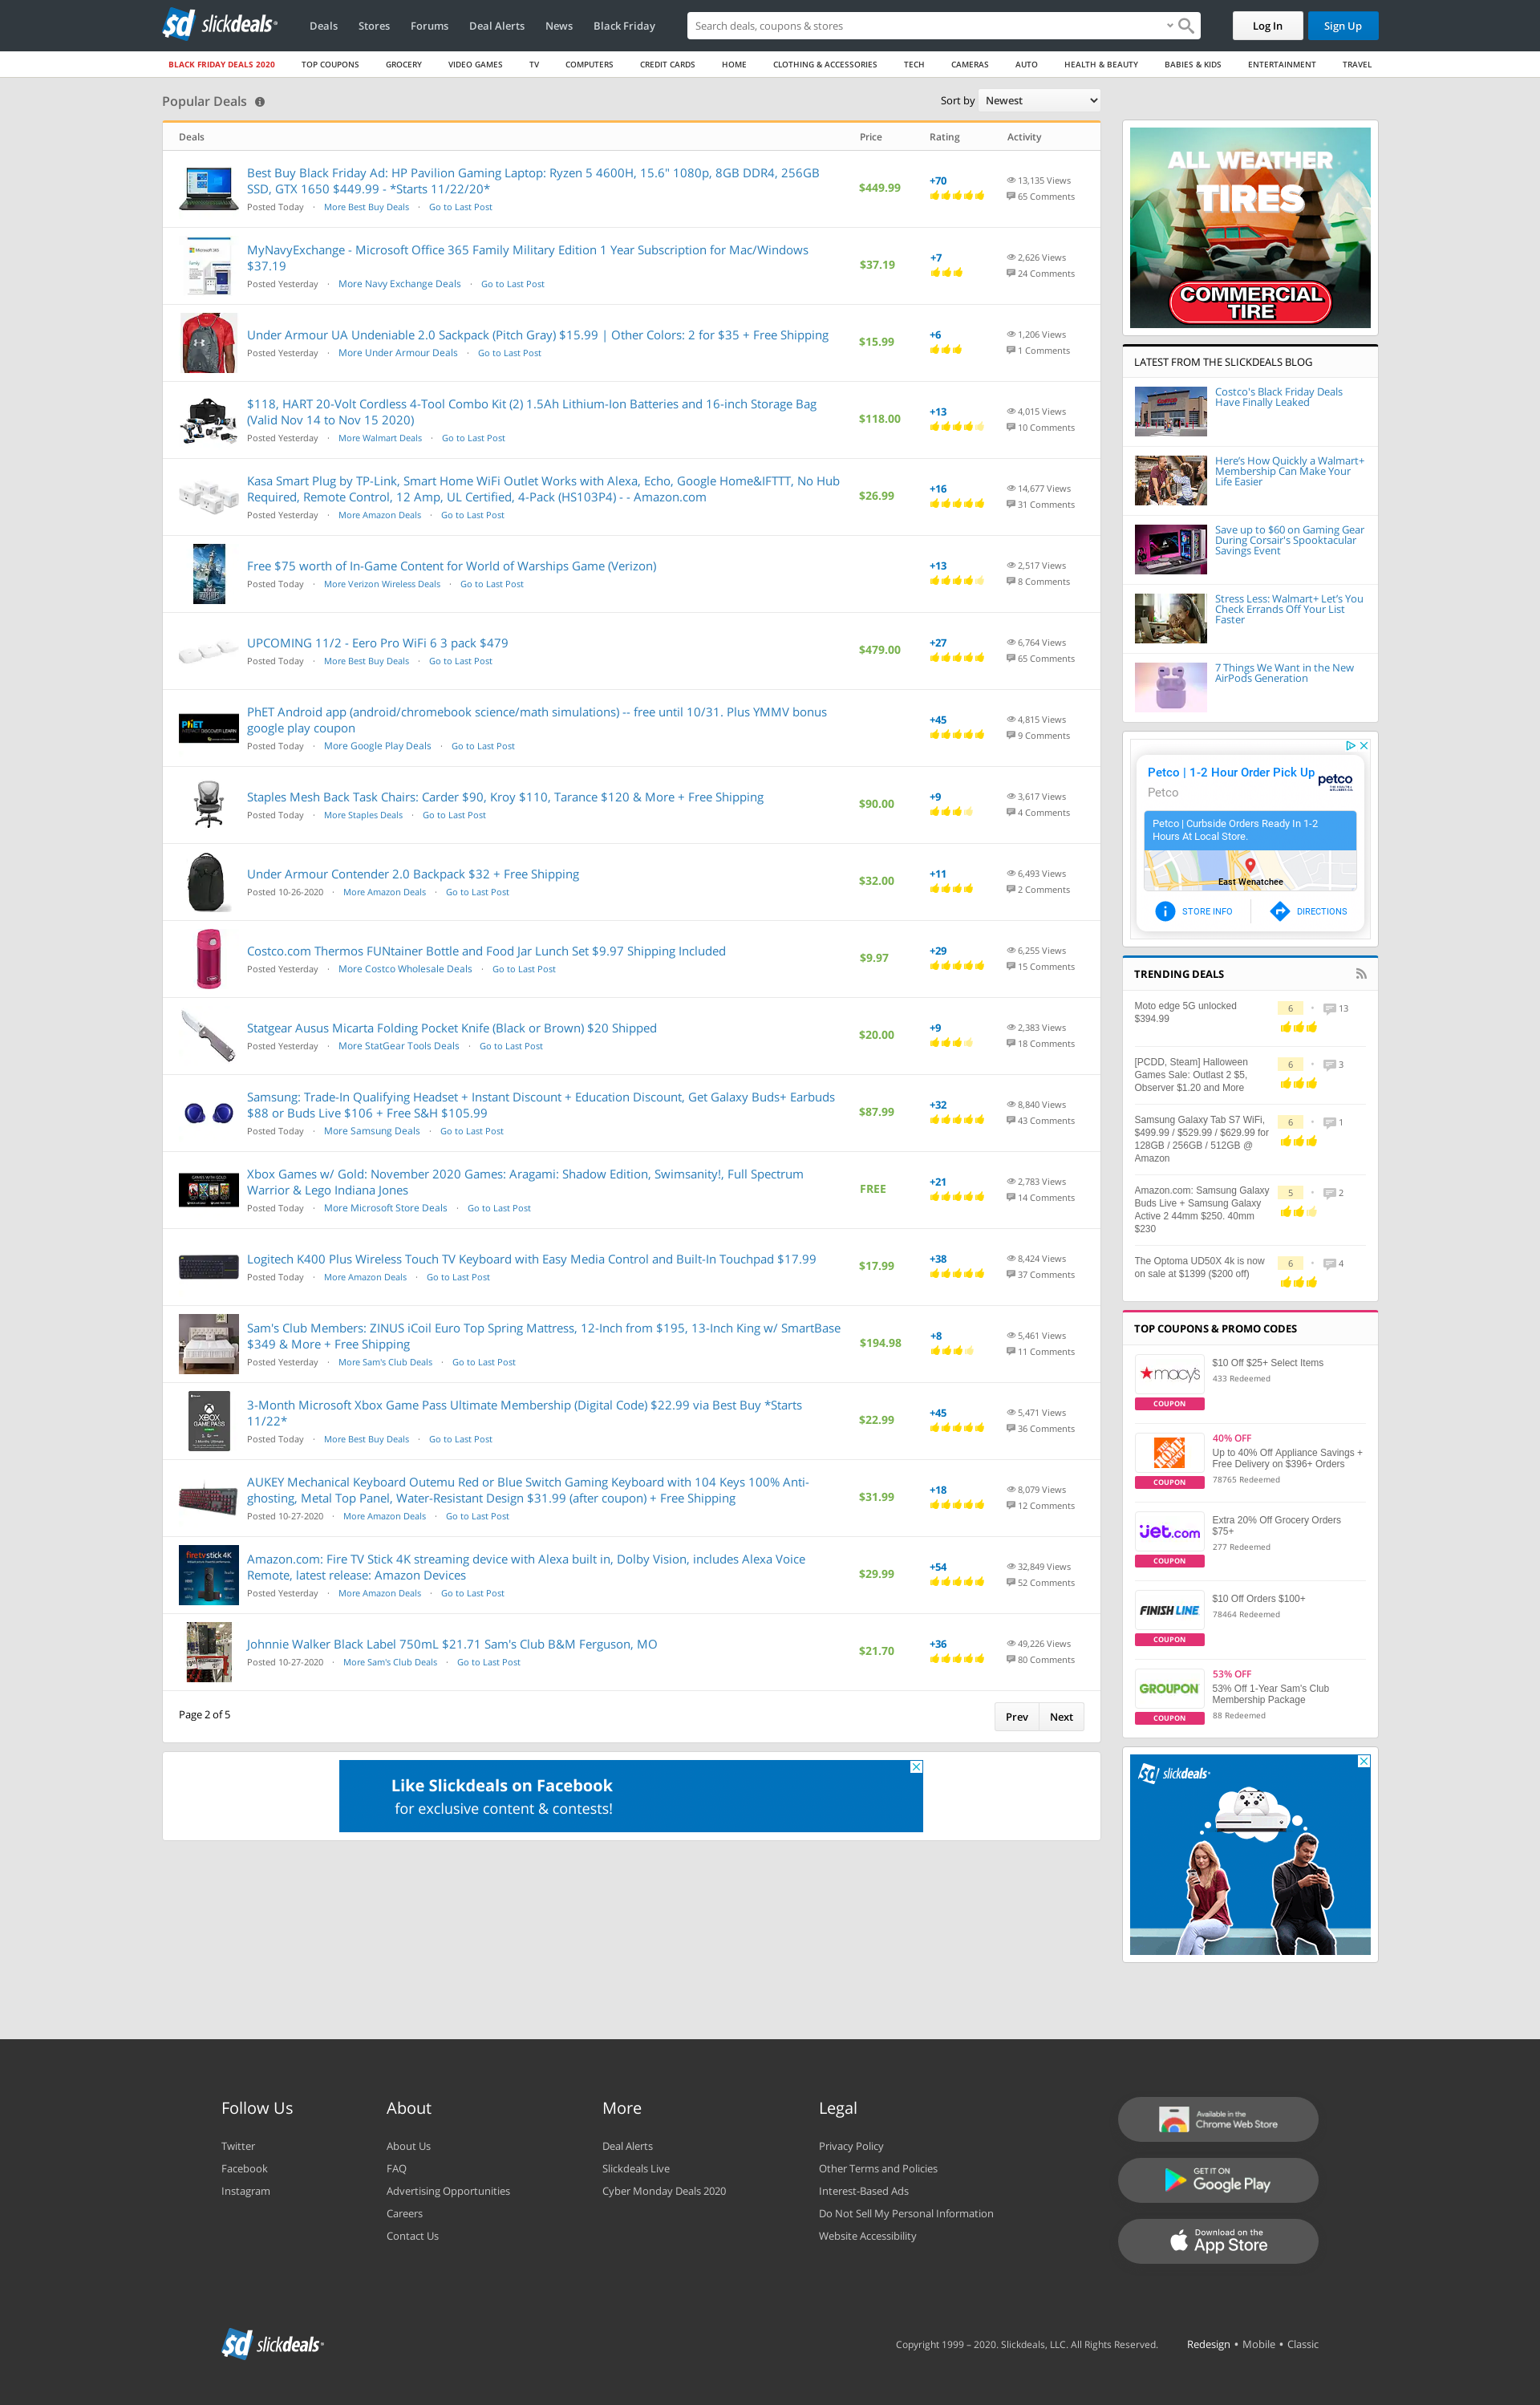 sd slickdeals
Deals Stores Forums Deal Alerts News Black Friday
Search deals, coupons & stores
Log In Sign Up
BLACK FRIDAY DEALS 2020 TOP COUPONS GROCERY VIDEO GAMES TV COMPUTERS CREDIT CARDS HOME CLOTHING & ACCESSORIES TECH CAMERAS AUTO HEALTH & BEAUTY BABIES & KIDS ENTERTAINMENT TRAVEL
Popular Deals
Sort by Newest
Deals Price Rating Activity
Best Buy Black Friday Ad: HP Pavilion Gaming Laptop: Ryzen 5 4600H, 15.6" 1080p, 8GB DDR4, 256GB
SSD, GTX 1650 $449.99 - *Starts 11/22/20*
Posted Today · More Best Buy Deals · Go to Last Post
$449.99
+70
13,135 Views
65 Comments
MyNavyExchange - Microsoft Office 365 Family Military Edition 1 Year Subscription for Mac/Windows
$37.19
Posted Yesterday · More Navy Exchange Deals · Go to Last Post
$37.19
+7
2,626 Views
24 Comments
Under Armour UA Undeniable 2.0 Sackpack (Pitch Gray) $15.99 | Other Colors: 2 for $35 + Free Shipping
Posted Yesterday · More Under Armour Deals · Go to Last Post
$15.99
+6
1,206 Views
1 Comments
$118, HART 20-Volt Cordless 4-Tool Combo Kit (2) 1.5Ah Lithium-Ion Batteries and 16-inch Storage Bag
(Valid Nov 14 to Nov 15 2020)
Posted Yesterday · More Walmart Deals · Go to Last Post
$118.00
+13
4,015 Views
10 Comments
Kasa Smart Plug by TP-Link, Smart Home WiFi Outlet Works with Alexa, Echo, Google Home&IFTTT, No Hub
Required, Remote Control, 12 Amp, UL Certified, 4-Pack (HS103P4) - - Amazon.com
Posted Yesterday · More Amazon Deals · Go to Last Post
$26.99
+16
14,677 Views
31 Comments
Free $75 worth of In-Game Content for World of Warships Game (Verizon)
Posted Today · More Verizon Wireless Deals · Go to Last Post
+13
2,517 Views
8 Comments
UPCOMING 11/2 - Eero Pro WiFi 6 3 pack $479
Posted Today · More Best Buy Deals · Go to Last Post
$479.00
+27
6,764 Views
65 Comments
PhET Android app (android/chromebook science/math simulations) -- free until 10/31. Plus YMMV bonus
google play coupon
Posted Today · More Google Play Deals · Go to Last Post
+45
4,815 Views
9 Comments
Staples Mesh Back Task Chairs: Carder $90, Kroy $110, Tarance $120 & More + Free Shipping
Posted Today · More Staples Deals · Go to Last Post
$90.00
+9
3,617 Views
4 Comments
Under Armour Contender 2.0 Backpack $32 + Free Shipping
Posted 10-26-2020 · More Amazon Deals · Go to Last Post
$32.00
+11
6,493 Views
2 Comments
Costco.com Thermos FUNtainer Bottle and Food Jar Lunch Set $9.97 Shipping Included
Posted Yesterday · More Costco Wholesale Deals · Go to Last Post
$9.97
+29
6,255 Views
15 Comments
Statgear Ausus Micarta Folding Pocket Knife (Black or Brown) $20 Shipped
Posted Yesterday · More StatGear Tools Deals · Go to Last Post
$20.00
+9
2,383 Views
18 Comments
Samsung: Trade-In Qualifying Headset + Instant Discount + Education Discount, Get Galaxy Buds+ Earbuds
$88 or Buds Live $106 + Free S&H $105.99
Posted Today · More Samsung Deals · Go to Last Post
$87.99
+32
8,840 Views
43 Comments
Xbox Games w/ Gold: November 2020 Games: Aragami: Shadow Edition, Swimsanity!, Full Spectrum
Warrior & Lego Indiana Jones
Posted Today · More Microsoft Store Deals · Go to Last Post
FREE
+21
2,783 Views
14 Comments
Logitech K400 Plus Wireless Touch TV Keyboard with Easy Media Control and Built-In Touchpad $17.99
Posted Today · More Amazon Deals · Go to Last Post
$17.99
+38
8,424 Views
37 Comments
Sam's Club Members: ZINUS iCoil Euro Top Spring Mattress, 12-Inch from $195, 13-Inch King w/ SmartBase
$349 & More + Free Shipping
Posted Yesterday · More Sam's Club Deals · Go to Last Post
$194.98
+8
5,461 Views
11 Comments
3-Month Microsoft Xbox Game Pass Ultimate Membership (Digital Code) $22.99 via Best Buy *Starts
11/22*
Posted Today · More Best Buy Deals · Go to Last Post
$22.99
+45
5,471 Views
36 Comments
AUKEY Mechanical Keyboard Outemu Red or Blue Switch Gaming Keyboard with 104 Keys 100% Anti-
ghosting, Metal Top Panel, Water-Resistant Design $31.99 (after coupon) + Free Shipping
Posted 10-27-2020 · More Amazon Deals · Go to Last Post
$31.99
+18
8,079 Views
12 Comments
Amazon.com: Fire TV Stick 4K streaming device with Alexa built in, Dolby Vision, includes Alexa Voice
Remote, latest release: Amazon Devices
Posted Yesterday · More Amazon Deals · Go to Last Post
$29.99
+54
32,849 Views
52 Comments
Johnnie Walker Black Label 750mL $21.71 Sam's Club B&M Ferguson, MO
Posted 10-27-2020 · More Sam's Club Deals · Go to Last Post
$21.70
+36
49,226 Views
80 Comments
Page 2 of 5
Prev Next
Like Slickdeals on Facebook
for exclusive content & contests!
ALL WEATHER
TIRES
COMMERCIAL
TIRE
LATEST FROM THE SLICKDEALS BLOG
Costco's Black Friday Deals
Have Finally Leaked
Here's How Quickly a Walmart+
Membership Can Make Your
Life Easier
Save up to $60 on Gaming Gear
During Corsair's Spooktacular
Savings Event
Stress Less: Walmart+ Let's You
Check Errands Off Your List
Faster
7 Things We Want in the New
AirPods Generation
Petco | 1-2 Hour Order Pick Up
Petco
petco
Petco | Curbside Orders Ready In 1-2
Hours At Local Store.
East Wenatchee
STORE INFO DIRECTIONS
TRENDING DEALS
Moto edge 5G unlocked
$394.99
6 • 13
[PCDD, Steam] Halloween
Games Sale: Outlast 2 $5,
Observer $1.20 and More
6 • 3
Samsung Galaxy Tab S7 WiFi,
$499.99 / $529.99 / $629.99 for
128GB / 256GB / 512GB @
Amazon
6 • 1
Amazon.com: Samsung Galaxy
Buds Live + Samsung Galaxy
Active 2 44mm $250. 40mm
$230
5 • 2
The Optoma UD50X 4k is now
on sale at $1399 ($200 off)
6 • 4
TOP COUPONS & PROMO CODES
macy's
COUPON
$10 Off $25+ Select Items
433 Redeemed
THE HOME DEPOT
COUPON
40% OFF
Up to 40% Off Appliance Savings +
Free Delivery on $396+ Orders
78765 Redeemed
Jet.com
COUPON
Extra 20% Off Grocery Orders
$75+
277 Redeemed
FINISH LINE
COUPON
$10 Off Orders $100+
78464 Redeemed
GROUPON
COUPON
53% OFF
53% Off 1-Year Sam's Club
Membership Package
88 Redeemed
sd slickdeals
Follow Us
Twitter
Facebook
Instagram
About
About Us
FAQ
Advertising Opportunities
Careers
Contact Us
More
Deal Alerts
Slickdeals Live
Cyber Monday Deals 2020
Legal
Privacy Policy
Other Terms and Policies
Interest-Based Ads
Do Not Sell My Personal Information
Website Accessibility
Available in the
Chrome Web Store
GET IT ON
Google Play
Download on the
App Store
sd slickdeals
Copyright 1999 – 2020. Slickdeals, LLC. All Rights Reserved. Redesign • Mobile • Classic